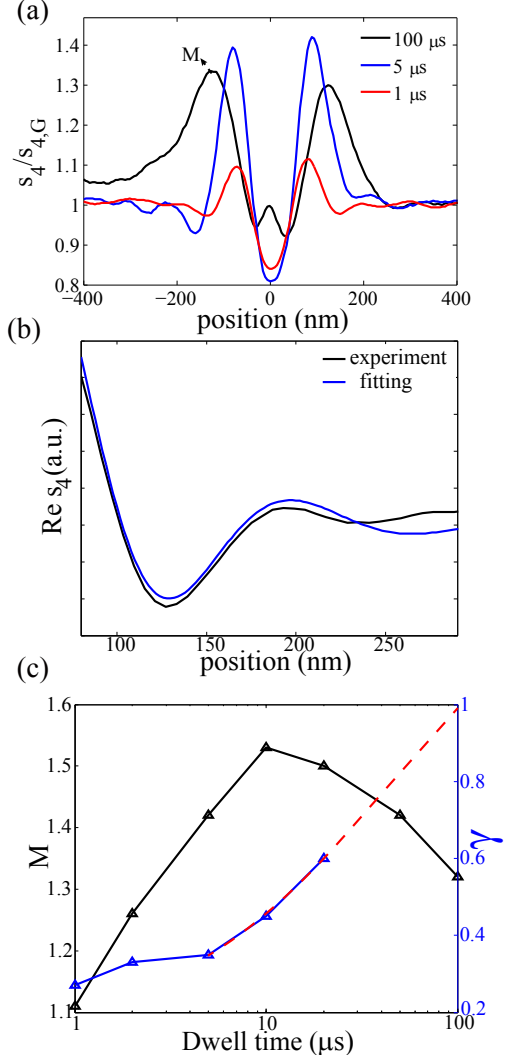 (a)
1.4
1.3
1.2
1.1
1
0.9
0.8
s4/s4,G
M
100 μs
5 μs
1 μs
−400
−200
0
200
400
position (nm)
(b)
experiment
fitting
Re s4(a.u.)
100
150
200
250
position (nm)
(c)
1.6
1.5
1.4
1.3
1.2
1.1
M
1
0.8
0.6
0.4
0.2
γ
1
10
100
Dwell time (μs)